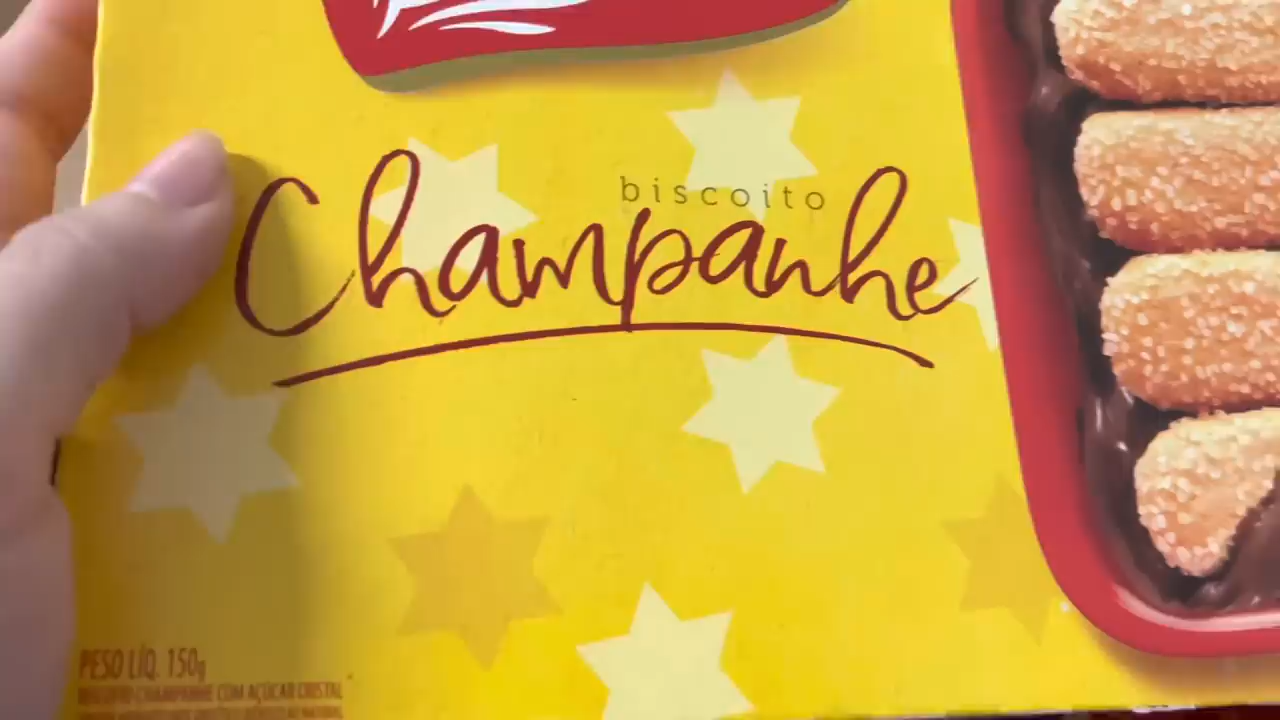 biscoito
Champanhe
PESO LÍQ. 150g
BISCOITO CHAMPANHE COM AÇÚCAR CRISTAL